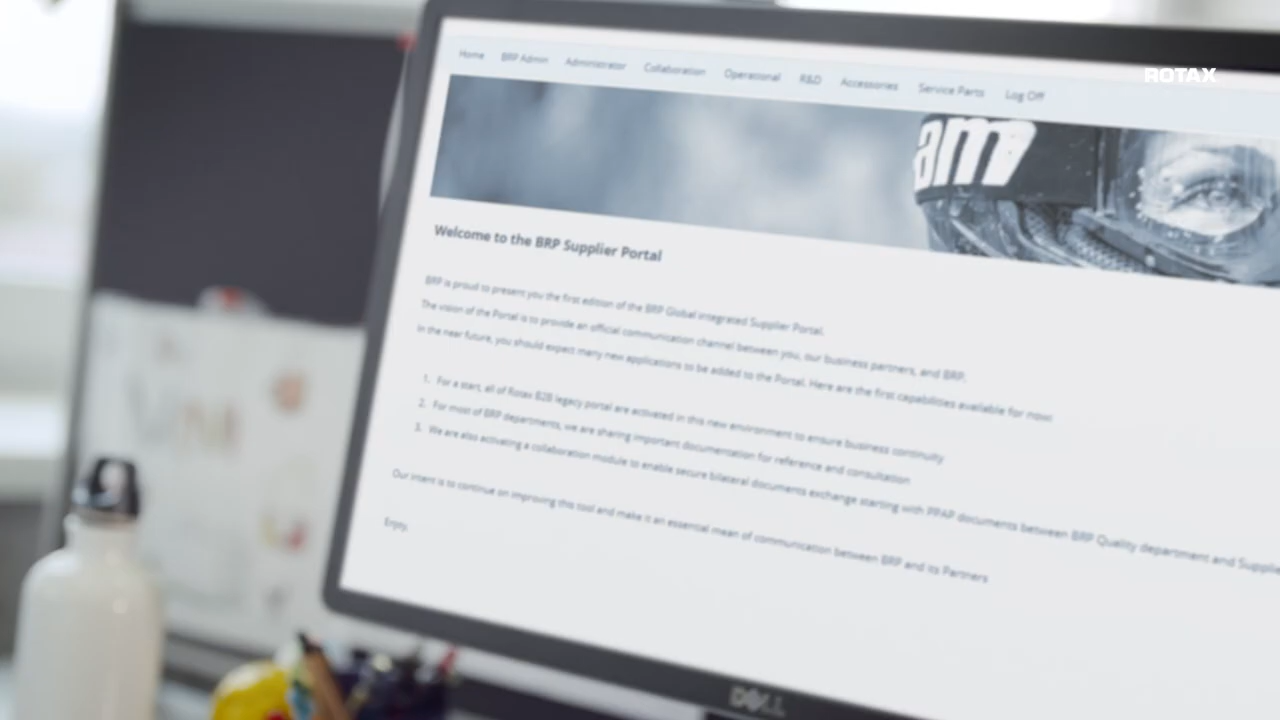 ROTAX
Home BRP Admin Administrator Collaboration Operational R&D Accessories Service Parts Log Off
am
Welcome to the BRP Supplier Portal
BRP is proud to present you the first edition of the BRP Global Integrated Supplier Portal.
The vision of the Portal is to provide an official communication channel between you, our business partners, and BRP.
In the near future, you should expect many new applications to be added to the Portal. Here are the first capabilities available for now:
1. For a start, all of Rotax B2B legacy portal are activated in this new environment to ensure business continuity
2. For most of BRP departments, we are sharing important documentation for reference and consultation
3. We are also activating a collaboration module to enable secure bilateral documents exchange starting with PPAP documents between BRP Quality department and Supplie
Our intent is to continue on improving this tool and make it an essential mean of communication between BRP and its Partners
Enjoy,
DELL